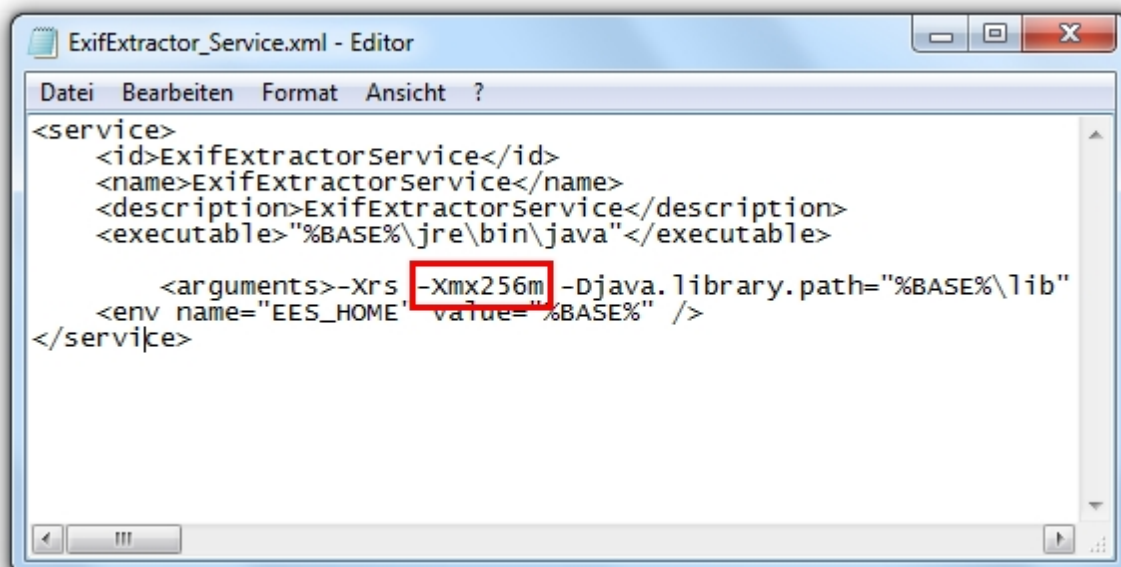 ExifExtractor_Service.xml - Editor
Datei Bearbeiten Format Ansicht ?
<service>
    <id>ExifExtractorService</id>
    <name>ExifExtractorService</name>
    <description>ExifExtractorService</description>
    <executable>"%BASE%\jre\bin\java"</executable>
        <arguments>-Xrs -Xmx256m -Djava.library.path="%BASE%\lib"
    <env name="EES_HOME" value="%BASE%" />
</service>